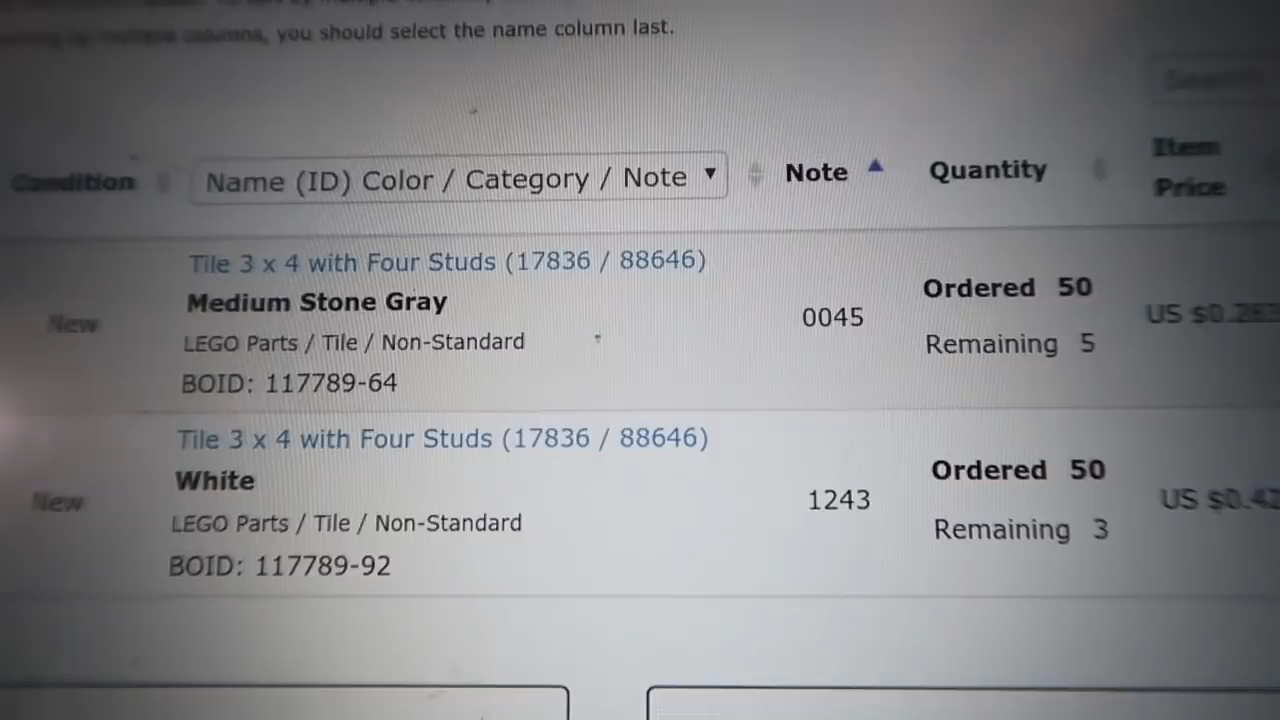 you should select the name column last.
Condition
Name (ID) Color / Category / Note
Note
Quantity
Item
Price
Search
New
Tile 3 x 4 with Four Studs (17836 / 88646)
Medium Stone Gray
LEGO Parts / Tile / Non-Standard
BOID: 117789-64
0045
Ordered 50
Remaining 5
US
New
Tile 3 x 4 with Four Studs (17836 / 88646)
White
LEGO Parts / Tile / Non-Standard
BOID: 117789-92
1243
Ordered 50
Remaining 3
US